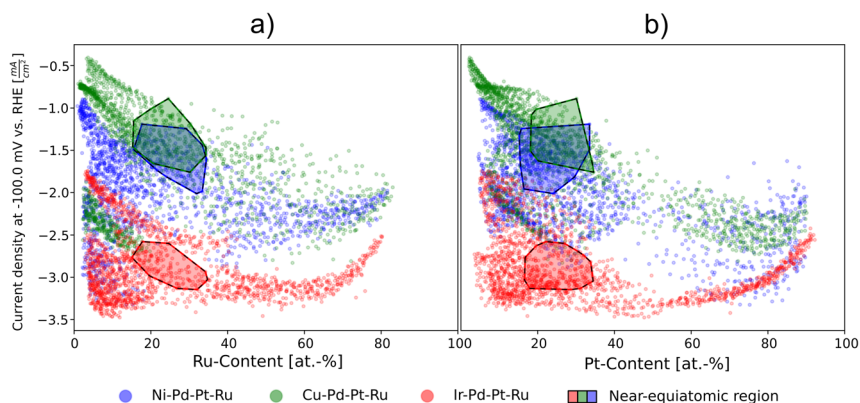 a) b)
Current density at -100.0 mV vs. RHE [mA/cm²]
−0.5
−1.0
−1.5
−2.0
−2.5
−3.0
−3.5
0 20 40 60 80 100 20 40 60 80 100
Ru-Content [at.-%] Pt-Content [at.-%]
Ni-Pd-Pt-Ru Cu-Pd-Pt-Ru Ir-Pd-Pt-Ru Near-equiatomic region